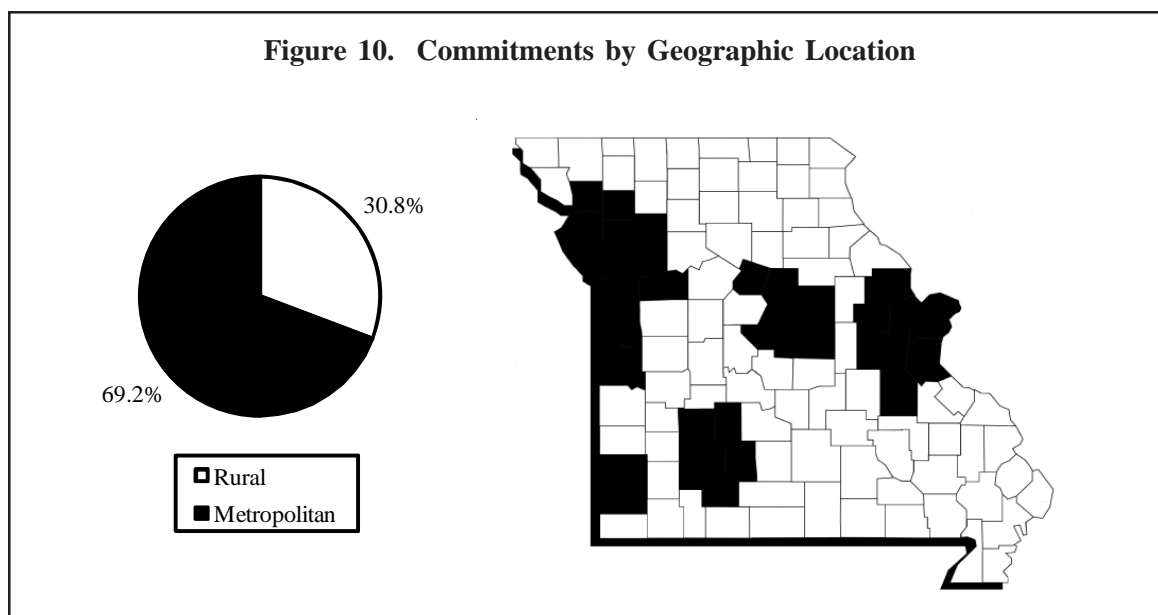 Figure 10. Commitments by Geographic Location
30.8%
69.2%
Rural
Metropolitan